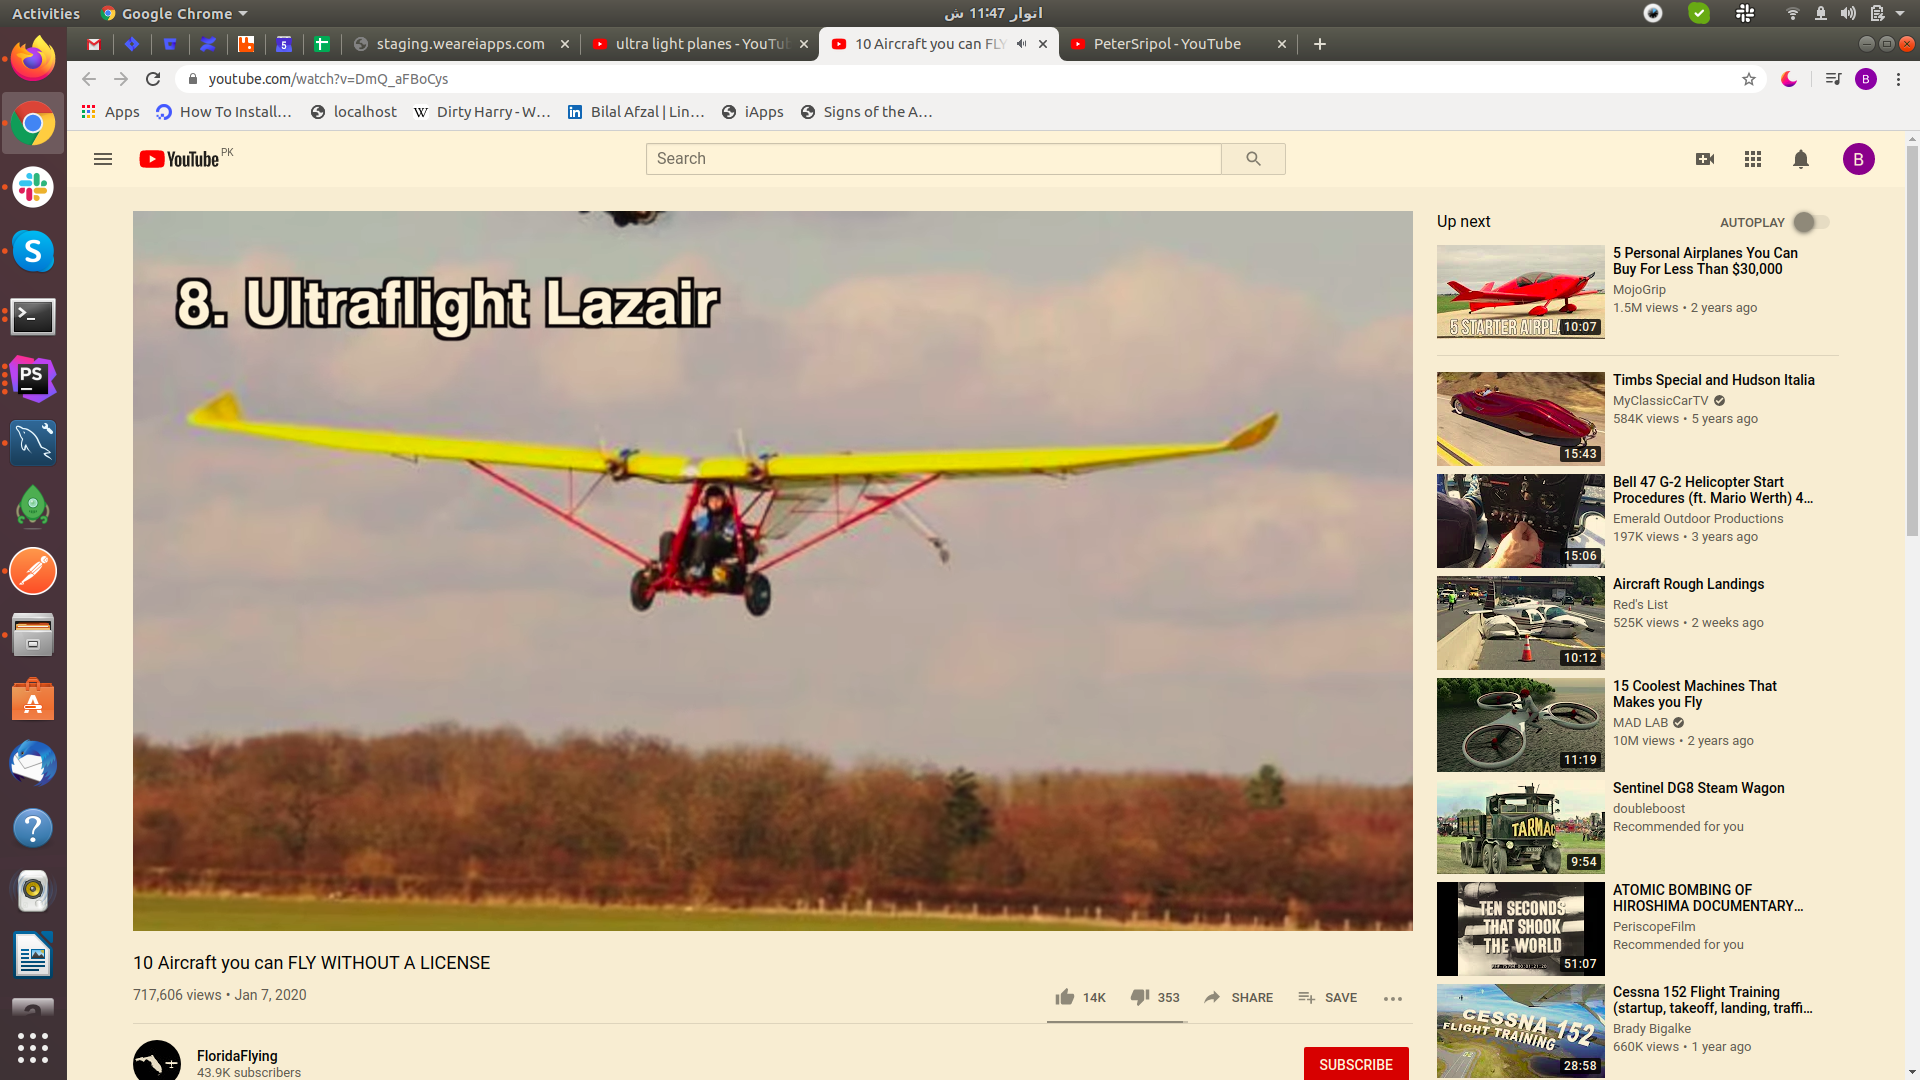 Activities
Google Chrome
اتوار 11:47 ش
staging.weareiapps.com
ultra light planes - YouTu
10 Aircraft you can FLY
PeterSripol - YouTube
youtube.com/watch?v=DmQ_aFBoCys
B
Apps
How To Install...
localhost
W
Dirty Harry - W...
in
Bilal Afzal | Lin...
iApps
Signs of the A...
YouTube PK
Search
B
8. Ultraflight Lazair
10 Aircraft you can FLY WITHOUT A LICENSE
717,606 views • Jan 7, 2020
14K
353
SHARE
SAVE
FloridaFlying
43.9K subscribers
SUBSCRIBE
Up next
AUTOPLAY
5 STARTER AIRPLA
10:07
5 Personal Airplanes You Can
Buy For Less Than $30,000
MojoGrip
1.5M views • 2 years ago
15:43
Timbs Special and Hudson Italia
MyClassicCarTV
584K views • 5 years ago
15:06
Bell 47 G-2 Helicopter Start
Procedures (ft. Mario Werth) 4...
Emerald Outdoor Productions
197K views • 3 years ago
10:12
Aircraft Rough Landings
Red's List
525K views • 2 weeks ago
11:19
15 Coolest Machines That
Makes you Fly
MAD LAB
10M views • 2 years ago
TARMAC
9:54
Sentinel DG8 Steam Wagon
doubleboost
Recommended for you
TEN SECONDS
THAT SHOOK
THE WORLD
51:07
ATOMIC BOMBING OF
HIROSHIMA DOCUMENTARY...
PeriscopeFilm
Recommended for you
CESSNA 152
FLIGHT TRAINING
28:58
Cessna 152 Flight Training
(startup, takeoff, landing, traffi...
Brady Bigalke
660K views • 1 year ago
S
PS
5